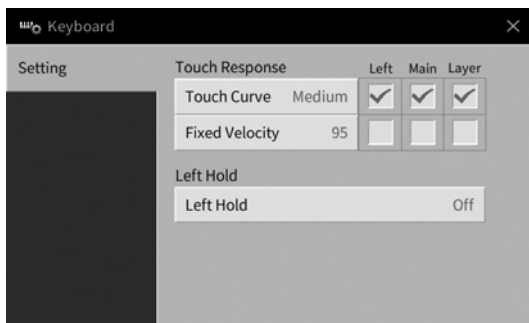 Keyboard
Setting
Touch Response Left Main Layer
Touch Curve Medium
Fixed Velocity 95
Left Hold
Left Hold Off